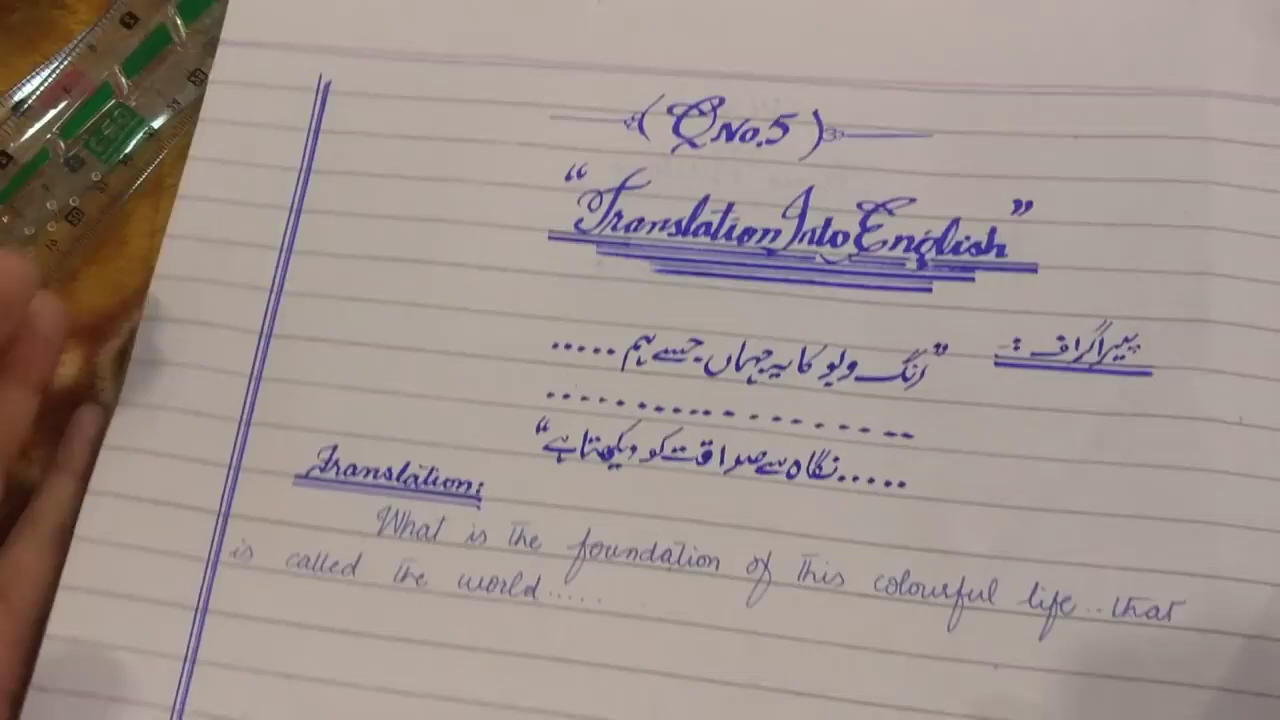 (Q No.5)
"Translation Into English"
پیراگراف :-
"رنگ و بو کا یہ جہاں۔ جسے ہم .....
..................
.....نگاہ سے صداقت کو دیکھتا ہے"
Translation:
What is the foundation of this colourful life..that
is called the world.....